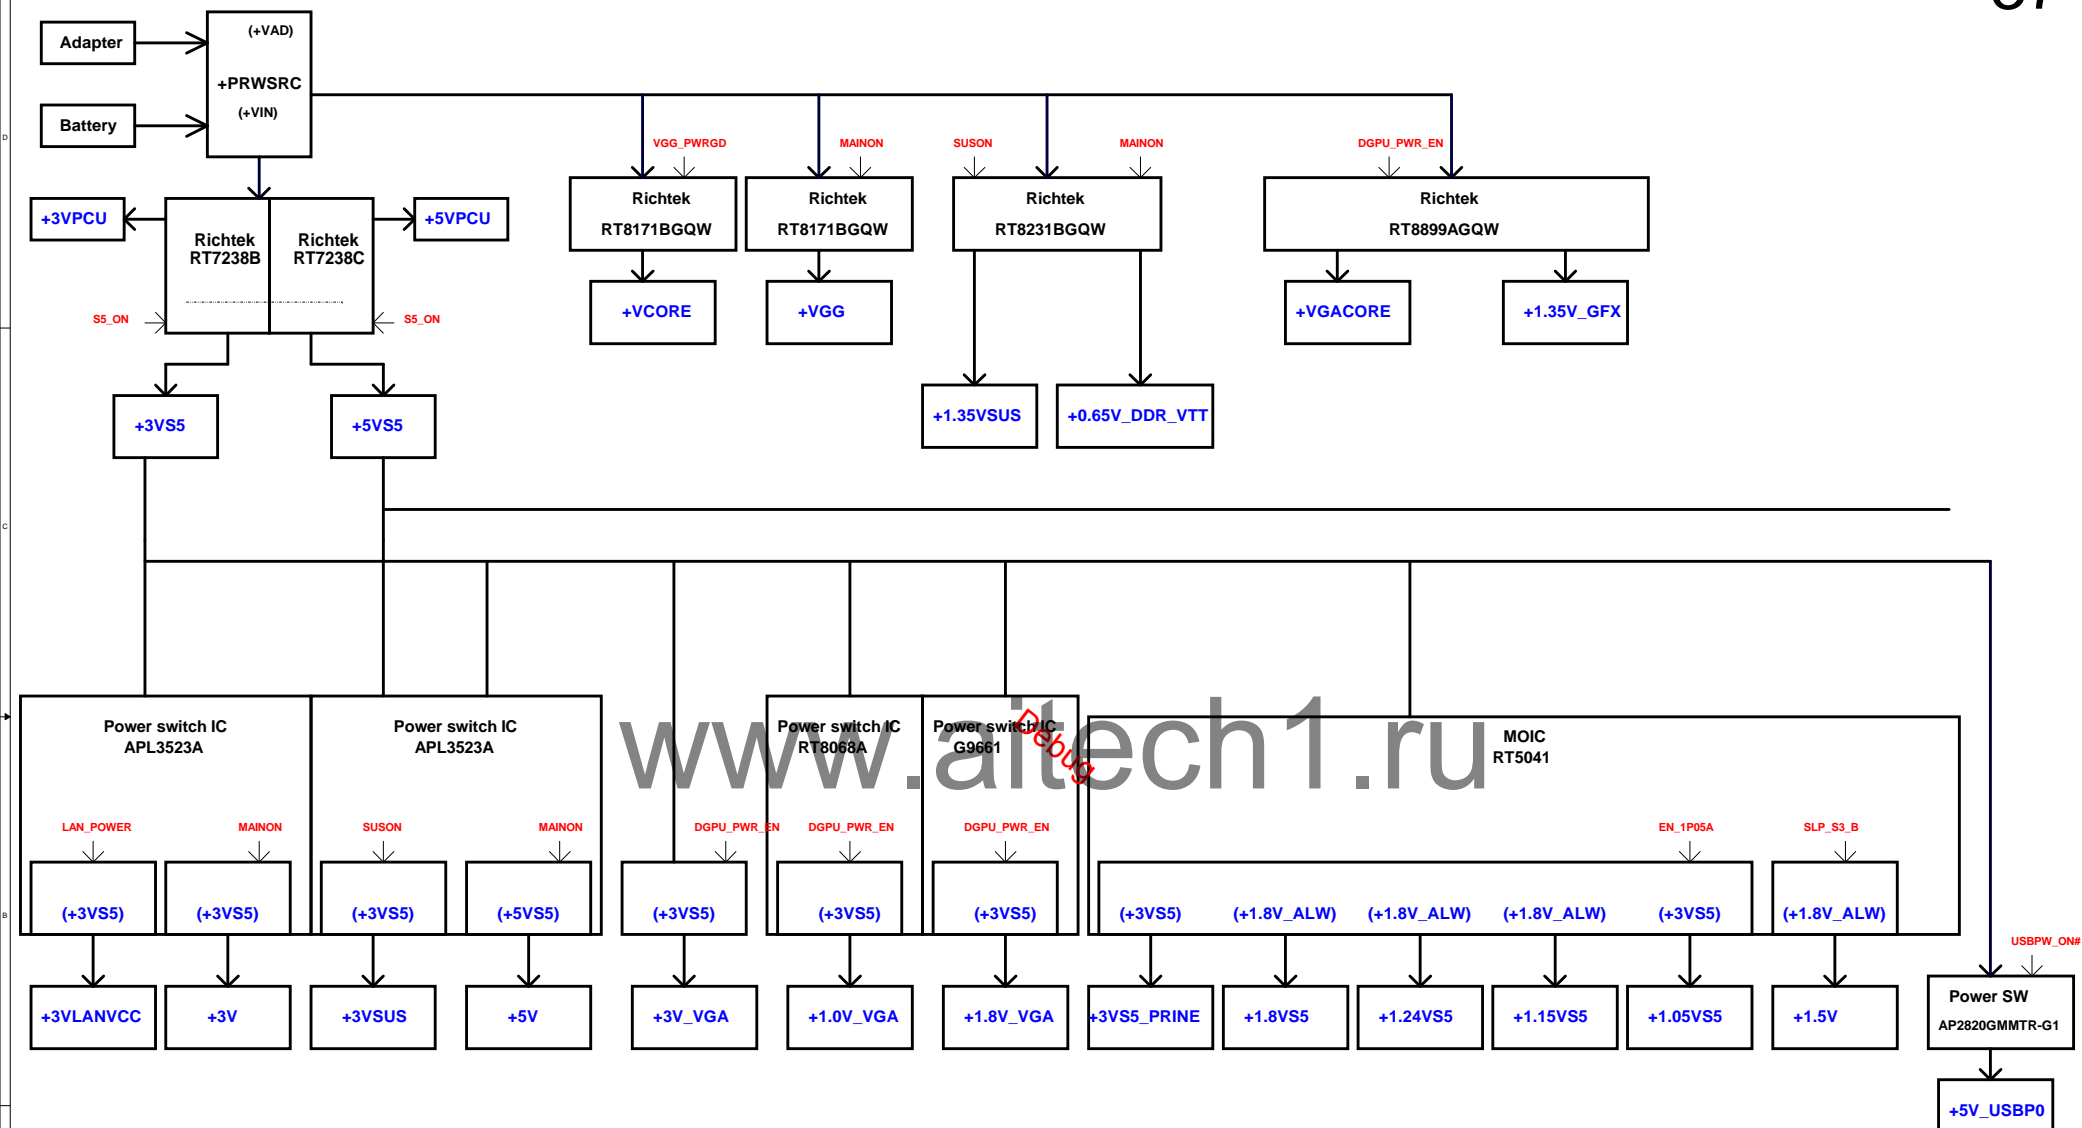 Adapter
(+VAD)
+PRWSRC
(+VIN)
Battery
VGG_PWRGD
MAINON
SUSON
MAINON
DGPU_PWR_EN
D
+3VPCU
Richtek
RT7238B
Richtek
RT7238C
+5VPCU
Richtek
RT8171BGQW
Richtek
RT8171BGQW
Richtek
RT8231BGQW
Richtek
RT8899AGQW
S5_ON
S5_ON
+VCORE
+VGG
+VGACORE
+1.35V_GFX
+3VS5
+5VS5
+1.35VSUS
+0.65V_DDR_VTT
C
Power switch IC
APL3523A
Power switch IC
APL3523A
Power switch IC
RT8068A
Power switch IC
G9661
Debug
MOIC
RT5041
www.aitech1.ru
LAN_POWER
MAINON
SUSON
MAINON
DGPU_PWR_EN
DGPU_PWR_EN
DGPU_PWR_EN
EN_1P05A
SLP_S3_B
B
(+3VS5)
(+3VS5)
(+3VS5)
(+5VS5)
(+3VS5)
(+3VS5)
(+3VS5)
(+3VS5)
(+1.8V_ALW)
(+1.8V_ALW)
(+1.8V_ALW)
(+3VS5)
(+1.8V_ALW)
USBPW_ON#
+3VLANVCC
+3V
+3VSUS
+5V
+3V_VGA
+1.0V_VGA
+1.8V_VGA
+3VS5_PRINE
+1.8VS5
+1.24VS5
+1.15VS5
+1.05VS5
+1.5V
Power SW
AP2820GMMTR-G1
+5V_USBP0